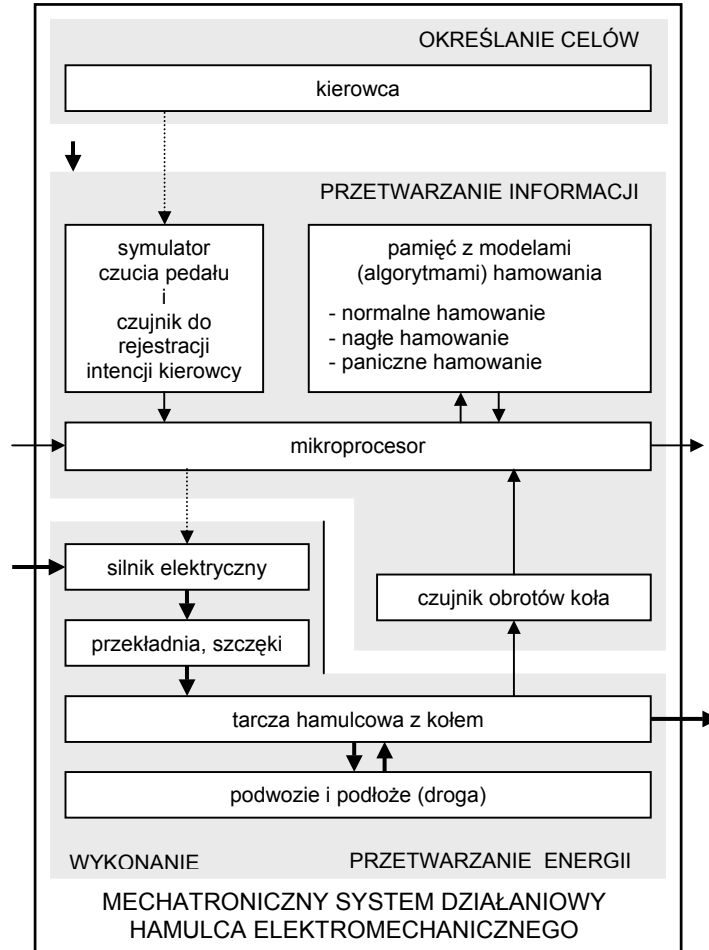 OKREŚLANIE CELÓW
kierowca
PRZETWARZANIE INFORMACJI
symulator
czucia pedału
i
czujnik do
rejestracji
intencji kierowcy
pamięć z modelami
(algorytmami) hamowania
- normalne hamowanie
- nagłe hamowanie
- paniczne hamowanie
mikroprocesor
silnik elektryczny
czujnik obrotów koła
przekładnia, szczęki
tarcza hamulcowa z kołem
podwozie i podłoże (droga)
WYKONANIE
PRZETWARZANIE ENERGII
MECHATRONICZNY SYSTEM DZIAŁANIOWY
HAMULCA ELEKTROMECHANICZNEGO